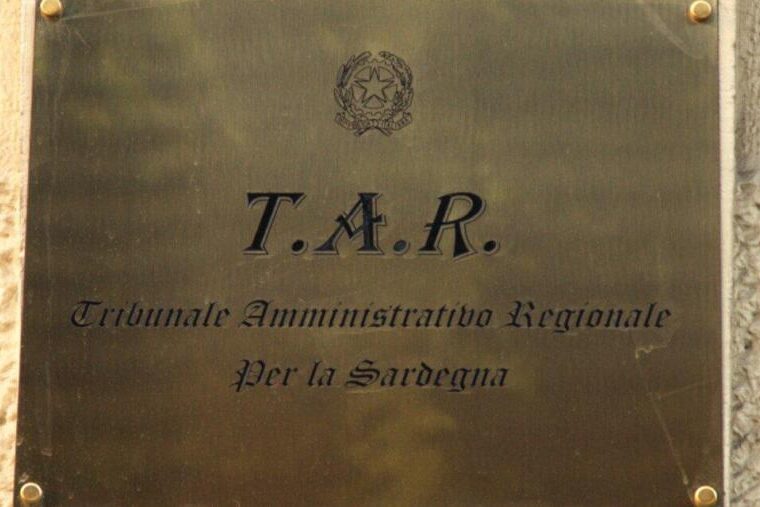 T.A.R.
Tribunale Amministrativo Regionale
Per la Sardegna